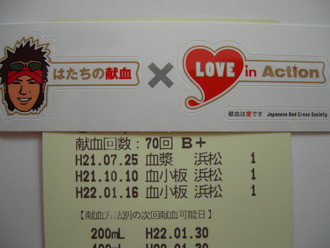 はたちの献血
LOVE in Action
献血は愛です Japanese Red Cross Society
献血回数: 70回 B+
H21.07.25 血漿 浜松 1
H21.10.10 血小板 浜松 1
H22.01.16 血小板 浜松 1
【献血方法別の次回献血可能日】
200mL H22.01.30